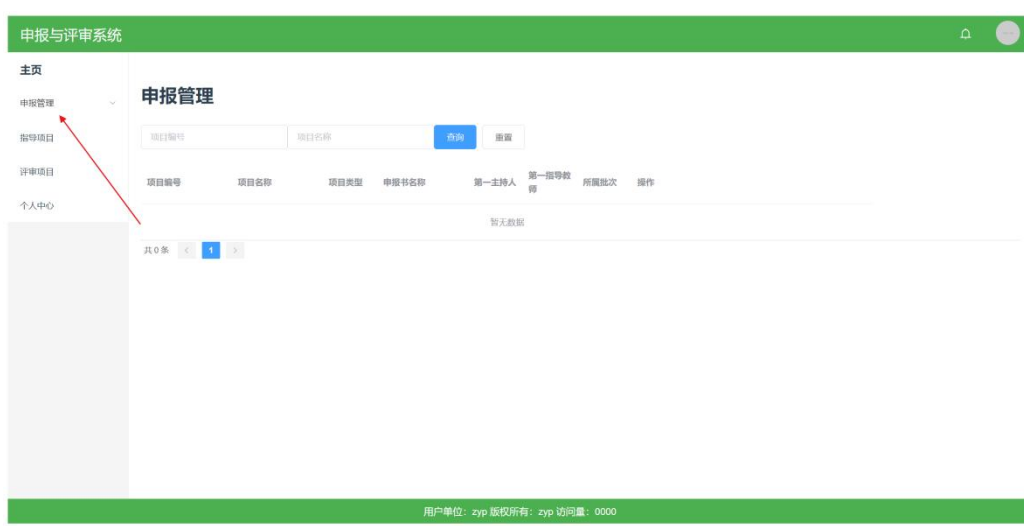 申报与评审系统
主页
申报管理
指导项目
评审项目
个人中心
申报管理
项目编号 项目名称 查询 重置
项目编号 项目名称 项目类型 申报书名称 第一主持人 第一指导教师 所属批次 操作
暂无数据
共 0 条 < 1 >
用户单位：zyp 版权所有：zyp 访问量：0000